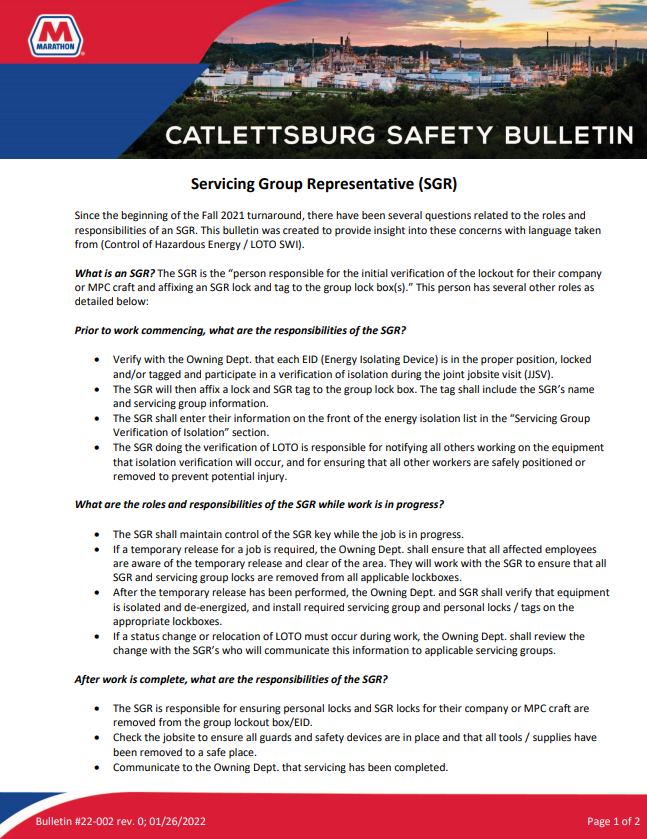 MARATHON
CATLETTSBURG SAFETY BULLETIN
Servicing Group Representative (SGR)
Since the beginning of the Fall 2021 turnaround, there have been several questions related to the roles and
responsibilities of an SGR. This bulletin was created to provide insight into these concerns with language taken
from (Control of Hazardous Energy / LOTO SWI).
What is an SGR? The SGR is the “person responsible for the initial verification of the lockout for their company
or MPC craft and affixing an SGR lock and tag to the group lock box(s).” This person has several other roles as
detailed below:
Prior to work commencing, what are the responsibilities of the SGR?
• Verify with the Owning Dept. that each EID (Energy Isolating Device) is in the proper position, locked
and/or tagged and participate in a verification of isolation during the joint jobsite visit (JJSV).
• The SGR will then affix a lock and SGR tag to the group lock box. The tag shall include the SGR’s name
and servicing group information.
• The SGR shall enter their information on the front of the energy isolation list in the “Servicing Group
Verification of Isolation” section.
• The SGR doing the verification of LOTO is responsible for notifying all others working on the equipment
that isolation verification will occur, and for ensuring that all other workers are safely positioned or
removed to prevent potential injury.
What are the roles and responsibilities of the SGR while work is in progress?
• The SGR shall maintain control of the SGR key while the job is in progress.
• If a temporary release for a job is required, the Owning Dept. shall ensure that all affected employees
are aware of the temporary release and clear of the area. They will work with the SGR to ensure that all
SGR and servicing group locks are removed from all applicable lockboxes.
• After the temporary release has been performed, the Owning Dept. and SGR shall verify that equipment
is isolated and de-energized, and install required servicing group and personal locks / tags on the
appropriate lockboxes.
• If a status change or relocation of LOTO must occur during work, the Owning Dept. shall review the
change with the SGR’s who will communicate this information to applicable servicing groups.
After work is complete, what are the responsibilities of the SGR?
• The SGR is responsible for ensuring personal locks and SGR locks for their company or MPC craft are
removed from the group lockout box/EID.
• Check the jobsite to ensure all guards and safety devices are in place and that all tools / supplies have
been removed to a safe place.
• Communicate to the Owning Dept. that servicing has been completed.
Bulletin #22-002 rev. 0; 01/26/2022
Page 1 of 2